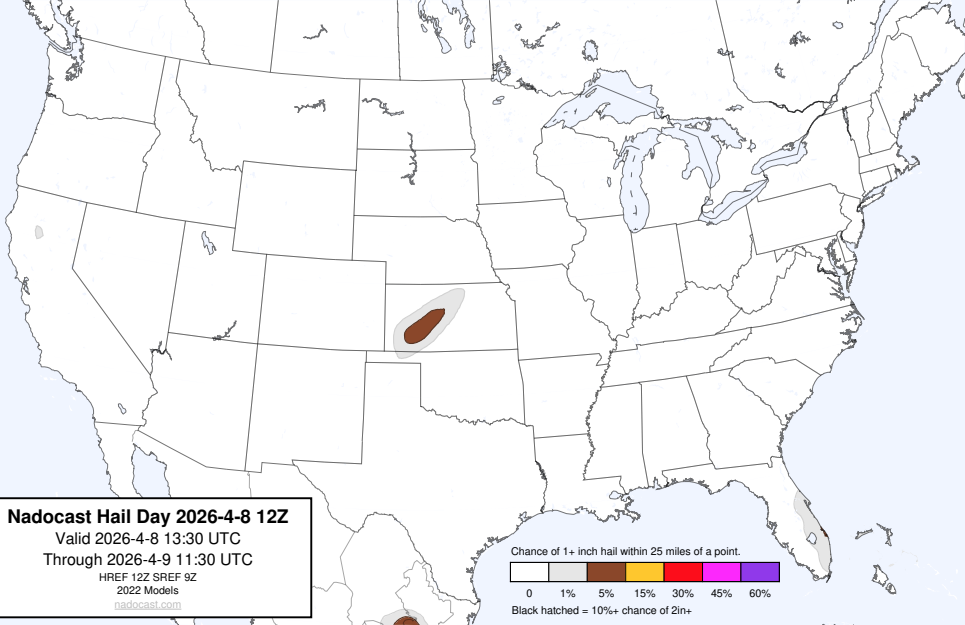 Nadocast Hail Day 2026-4-8 12Z
Valid 2026-4-8 13:30 UTC
Through 2026-4-9 11:30 UTC
HREF 12Z SREF 9Z
2022 Models
nadocast.com
Chance of 1+ inch hail within 25 miles of a point.
0 1% 5% 15% 30% 45% 60%
Black hatched = 10%+ chance of 2in+